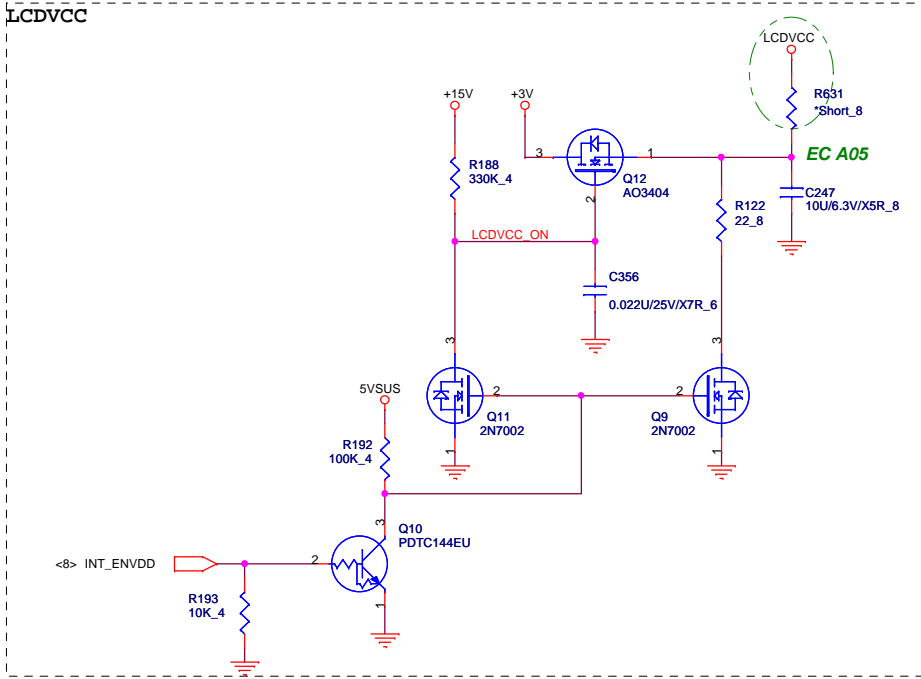 LCDVCC
LCDVCC
R631
*Short_8
+15V
+3V
EC A05
3
1
R188
330K_4
Q12
AO3404
2
C247
10U/6.3V/X5R_8
R122
22_8
LCDVCC_ON
C356
0.022U/25V/X7R_6
3
3
5VSUS
2
2
Q11
2N7002
Q9
2N7002
R192
100K_4
1
1
3
Q10
PDTC144EU
<8> INT_ENVDD
2
R193
10K_4
1